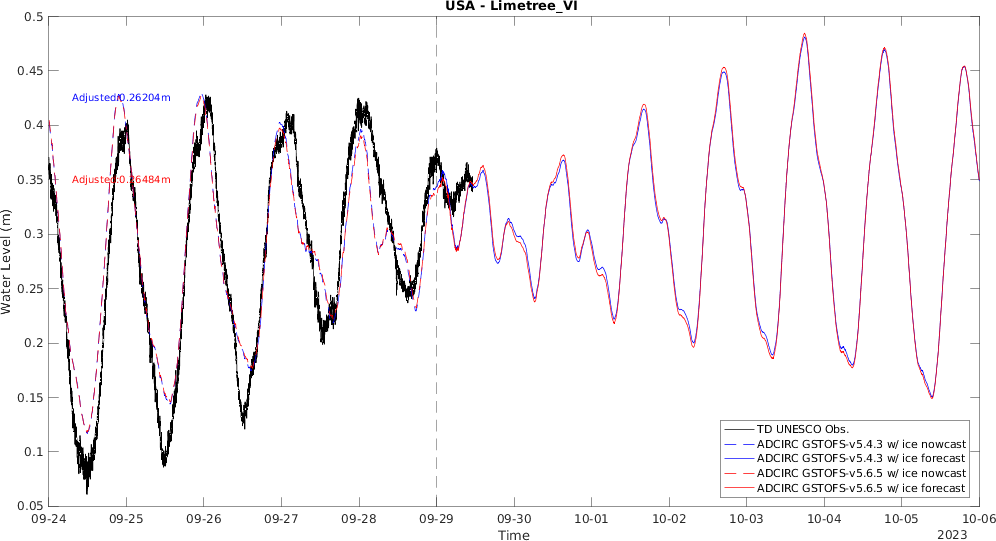 USA - Limetree_VI
0.5
0.45
0.4
0.35
0.3
0.25
0.2
0.15
0.1
0.05
Water Level (m)
Adjusted:0.26204m
Adjusted:0.36484m
TD UNESCO Obs.
ADCIRC GSTOFS-v5.4.3 w/ ice nowcast
ADCIRC GSTOFS-v5.4.3 w/ ice forecast
ADCIRC GSTOFS-v5.6.5 w/ ice nowcast
ADCIRC GSTOFS-v5.6.5 w/ ice forecast
09-24 09-25 09-26 09-27 09-28 09-29 09-30 10-01 10-02 10-03 10-04 10-05 10-06
Time
2023